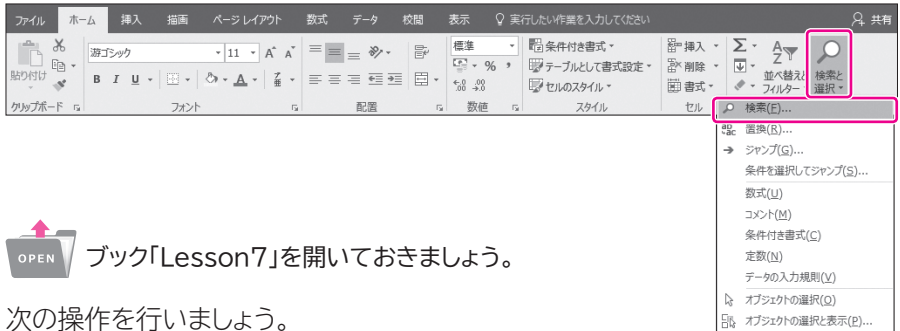 ファイル ホーム 挿入 描画 ページ レイアウト 数式 データ 校閲 表示 実行したい作業を入力してください 共有
游ゴシック 11 A A 標準 条件付き書式 挿入 Σ A Z
貼り付け B I U A % , テーブルとして書式設定 削除 並べ替えと フィルター 検索と 選択
.0 .00 .00 .0 セルのスタイル 書式
クリップボード フォント 配置 数値 スタイル セル
検索(F)...
置換(R)...
ジャンプ(G)...
条件を選択してジャンプ(S)...
数式(U)
コメント(M)
条件付き書式(C)
定数(N)
データの入力規則(V)
オブジェクトの選択(O)
オブジェクトの選択と表示(P)...
OPEN ブック「Lesson7」を開いておきましょう。
次の操作を行いましょう。